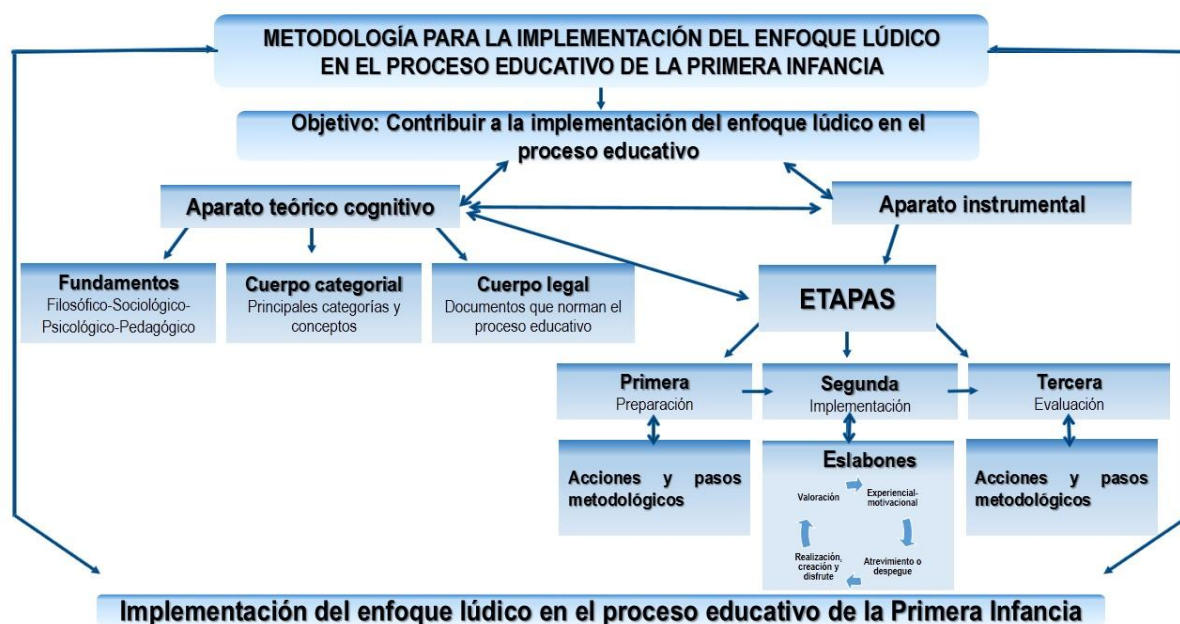 METODOLOGÍA PARA LA IMPLEMENTACIÓN DEL ENFOQUE LÚDICO
EN EL PROCESO EDUCATIVO DE LA PRIMERA INFANCIA
Objetivo: Contribuir a la implementación del enfoque lúdico en el
proceso educativo
Aparato teórico cognitivo
Aparato instrumental
Fundamentos
Filosófico-Sociológico-
Psicológico-Pedagógico
Cuerpo categorial
Principales categorías y
conceptos
Cuerpo legal
Documentos que norman el
proceso educativo
ETAPAS
Primera
Preparación
Segunda
Implementación
Tercera
Evaluación
Acciones y pasos
metodológicos
Eslabones
Valoración
Experiencial-
motivacional
Realización,
creación y
disfrute
Atrevimiento o
despegue
Acciones y pasos
metodológicos
Implementación del enfoque lúdico en el proceso educativo de la Primera Infancia